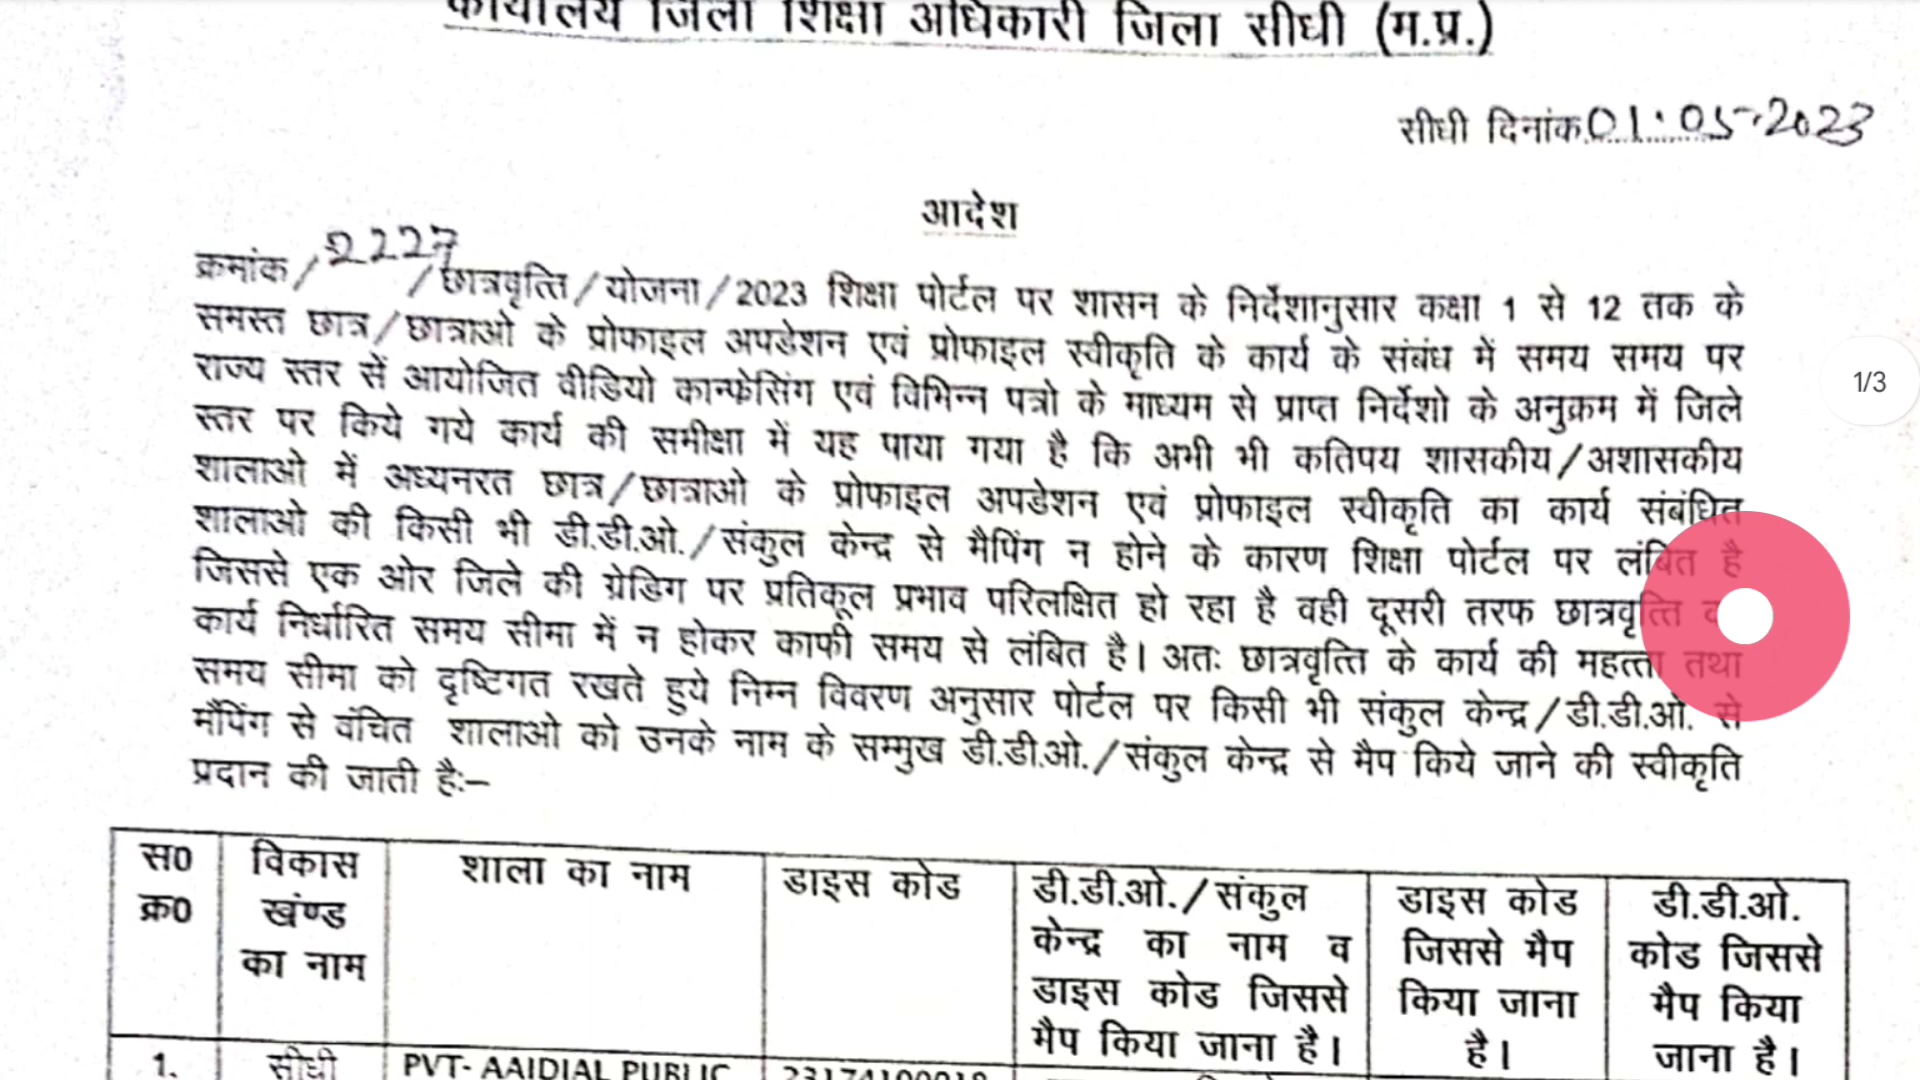 कार्यालय जिला शिक्षा अधिकारी जिला सीधी (म.प्र.)
सीधी दिनांक 01.05.2023
आदेश
क्रमांक/2227/छात्रवृत्ति/योजना/2023 शिक्षा पोर्टल पर शासन के निर्देशानुसार कक्षा 1 से 12 तक के
समस्त छात्र/छात्राओ के प्रोफाइल अपडेशन एवं प्रोफाइल स्वीकृति के कार्य के संबंध में समय समय पर
राज्य स्तर सें आयोजित वीडियो कान्फेसिंग एवं विभिन्न पत्रो के माध्यम से प्राप्त निर्देशो के अनुक्रम में जिले
स्तर पर किये गये कार्य की समीक्षा में यह पाया गया है कि अभी भी कतिपय शासकीय/अशासकीय
शालाओ में अध्यनरत छात्र/छात्राओ के प्रोफाइल अपडेशन एवं प्रोफाइल स्वीकृति का कार्य संबंधित
शालाओ की किसी भी डी.डी.ओ./संकुल केन्द्र से मैपिंग न होने के कारण शिक्षा पोर्टल पर लंबित है
जिससे एक ओर जिले की ग्रेडिग पर प्रतिकूल प्रभाव परिलक्षित हो रहा है वही दूसरी तरफ छात्रवृत्ति
कार्य निर्धारित समय सीमा में न होकर काफी समय से लंबित है। अतः छात्रवृत्ति के कार्य की महत्ता तथा
समय सीमा को दृष्टिगत रखते हुये निम्न विवरण अनुसार पोर्टल पर किसी भी संकुल केन्द्र/डी.डी.ओ. से
मौपिंग से वंचित शालाओ को उनके नाम के सम्मुख डी.डी.ओ./संकुल केन्द्र से मैप किये जाने की स्वीकृति
प्रदान की जाती हैः–
1/3
स0
क्र0
विकास
खंण्ड
का नाम
शाला का नाम
डाइस कोड
डी.डी.ओ./संकुल
केन्द्र का नाम व
डाइस कोड जिससे
मैप किया जाना है।
डाइस कोड
जिससे मैप
किया जाना
है।
डी.डी.ओ.
कोड जिससे
मैप किया
जाना है।
1.
सीधी
PVT- AAIDIAL PUBLIC